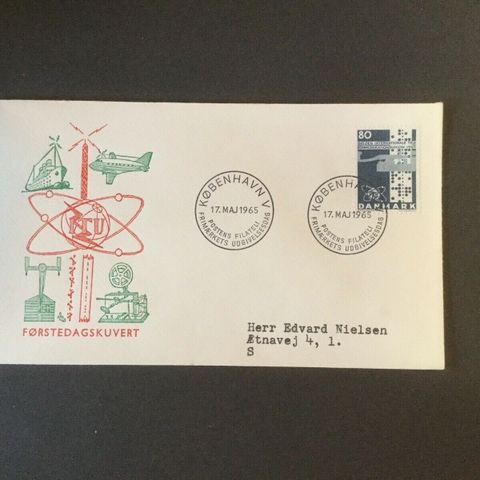 ITU
FØRSTEDAGSKUVERT
KØBENHAVN V
17. MAJ 1965
POSTENS FILATELI
FRIMÆRKETS UDGIVELSESDAG
KØBENHAVN
17. MAJ 1965
POSTENS FILATELI
FRIMÆRKETS UDGIVELSESDAG
80
DANMARK
Herr Edvard Nielsen
Ætnavej 4, 1.
S